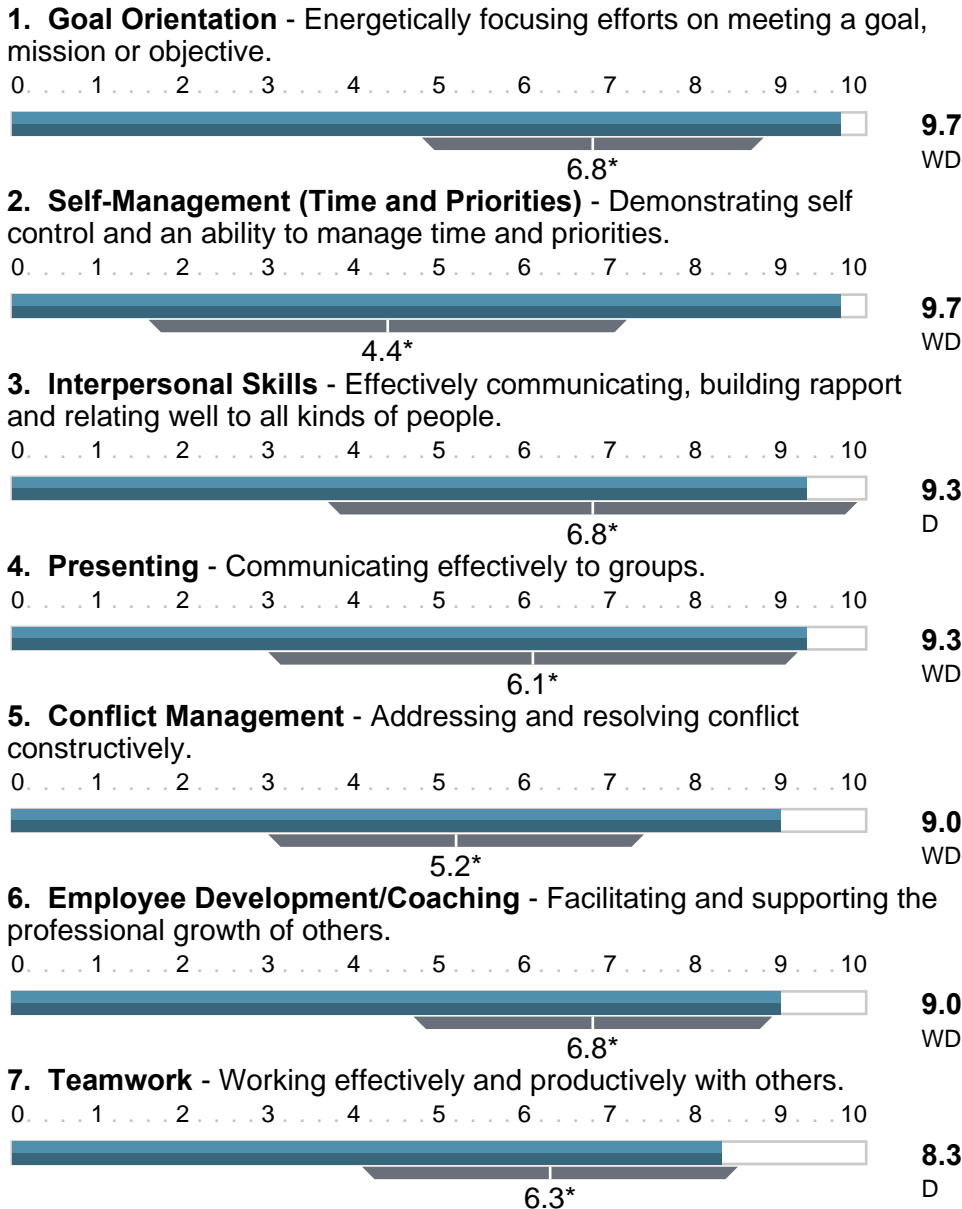 1. Goal Orientation - Energetically focusing efforts on meeting a goal,
mission or objective.
0. . . . 1 . . . . 2 . . . . 3 . . . . 4 . . . . 5 . . . . 6 . . . . 7 . . . . 8 . . . . 9 . . . 10
9.7
WD
6.8*
2. Self-Management (Time and Priorities) - Demonstrating self
control and an ability to manage time and priorities.
0. . . . 1 . . . . 2 . . . . 3 . . . . 4 . . . . 5 . . . . 6 . . . . 7 . . . . 8 . . . . 9 . . . 10
9.7
WD
4.4*
3. Interpersonal Skills - Effectively communicating, building rapport
and relating well to all kinds of people.
0. . . . 1 . . . . 2 . . . . 3 . . . . 4 . . . . 5 . . . . 6 . . . . 7 . . . . 8 . . . . 9 . . . 10
9.3
D
6.8*
4. Presenting - Communicating effectively to groups.
0. . . . 1 . . . . 2 . . . . 3 . . . . 4 . . . . 5 . . . . 6 . . . . 7 . . . . 8 . . . . 9 . . . 10
9.3
WD
6.1*
5. Conflict Management - Addressing and resolving conflict
constructively.
0. . . . 1 . . . . 2 . . . . 3 . . . . 4 . . . . 5 . . . . 6 . . . . 7 . . . . 8 . . . . 9 . . . 10
9.0
WD
5.2*
6. Employee Development/Coaching - Facilitating and supporting the
professional growth of others.
0. . . . 1 . . . . 2 . . . . 3 . . . . 4 . . . . 5 . . . . 6 . . . . 7 . . . . 8 . . . . 9 . . . 10
9.0
WD
6.8*
7. Teamwork - Working effectively and productively with others.
0. . . . 1 . . . . 2 . . . . 3 . . . . 4 . . . . 5 . . . . 6 . . . . 7 . . . . 8 . . . . 9 . . . 10
8.3
D
6.3*